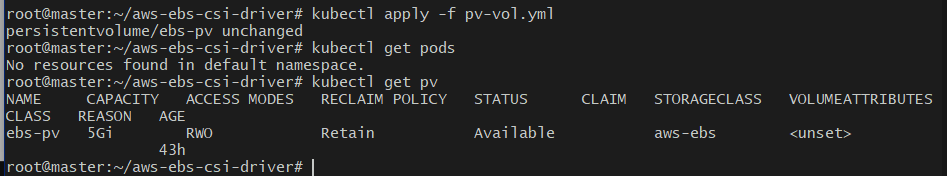 root@master:~/aws-ebs-csi-driver# kubectl apply -f pv-vol.yml
persistentvolume/ebs-pv unchanged
root@master:~/aws-ebs-csi-driver# kubectl get pods
No resources found in default namespace.
root@master:~/aws-ebs-csi-driver# kubectl get pv
NAME     CAPACITY   ACCESS MODES   RECLAIM POLICY   STATUS      CLAIM   STORAGECLASS   VOLUMEATTRIBUTES
CLASS   REASON   AGE
ebs-pv   5Gi        RWO            Retain           Available           aws-ebs        <unset>
                 43h
root@master:~/aws-ebs-csi-driver#